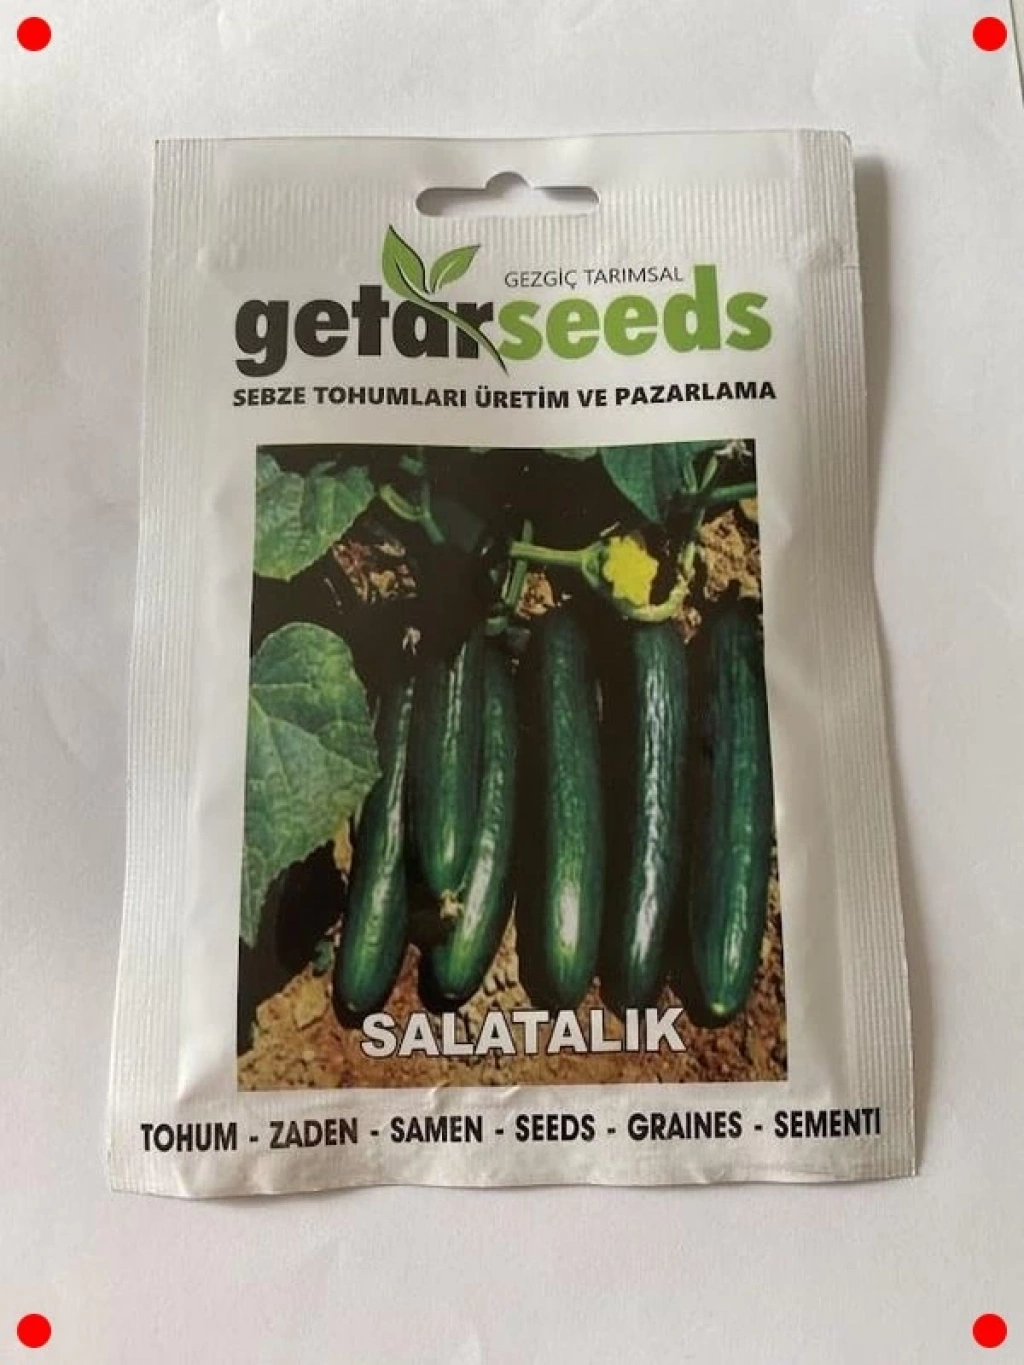 GEZGİÇ TARIMSAL
getarseeds
SEBZE TOHUMLARI ÜRETİM VE PAZARLAMA
SALATALIK
TOHUM - ZADEN - SAMEN - SEEDS - GRAINES - SEMENTI